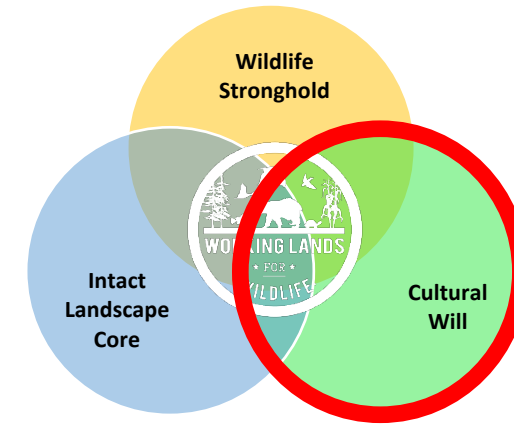 Wildlife
Stronghold
WORKING LANDS
FOR
WILDLIFE
Intact
Landscape
Core
Cultural
Will